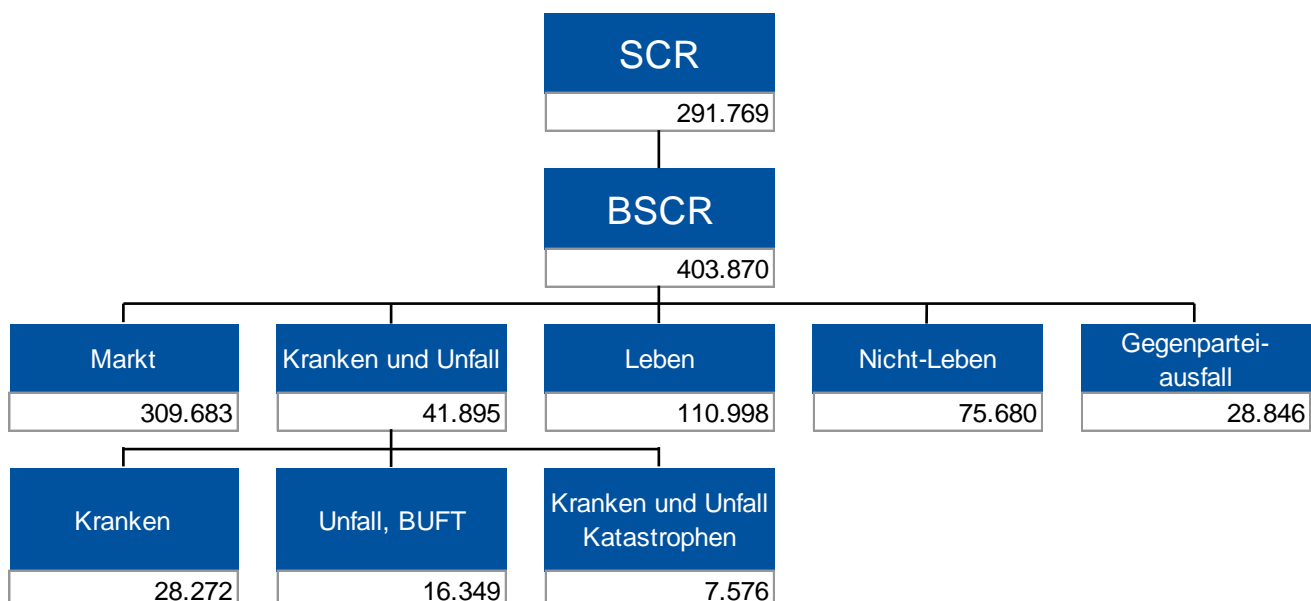 SCR
291.769
BSCR
403.870
Markt
309.683
Kranken und Unfall
41.895
Leben
110.998
Nicht-Leben
75.680
Gegenpartei-
ausfall
28.846
Kranken
28.272
Unfall, BUFT
16.349
Kranken und Unfall
Katastrophen
7.576